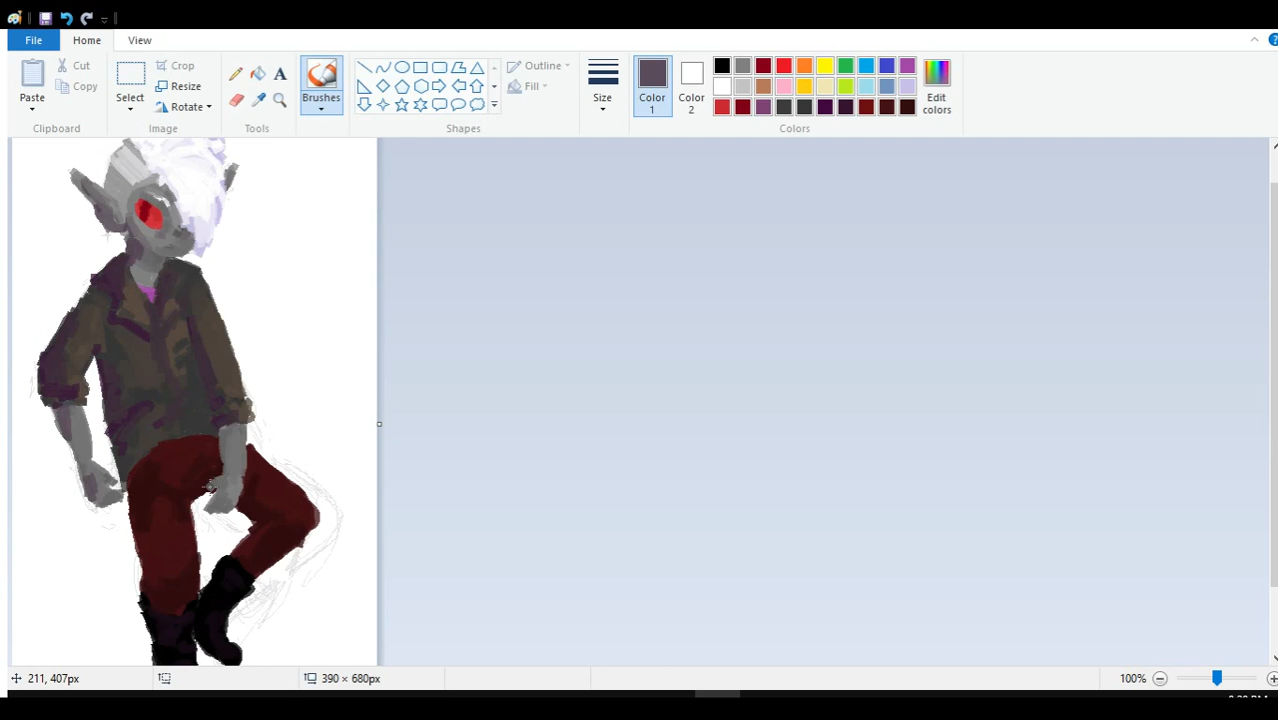 File Home View
Paste
Cut
Copy
Clipboard
Select
Crop
Resize
Rotate
Image
Tools
Brushes
Shapes
Outline
Fill
Size
Color 1
Color 2
Edit colors
Colors
211, 407px
390 × 680px
100%